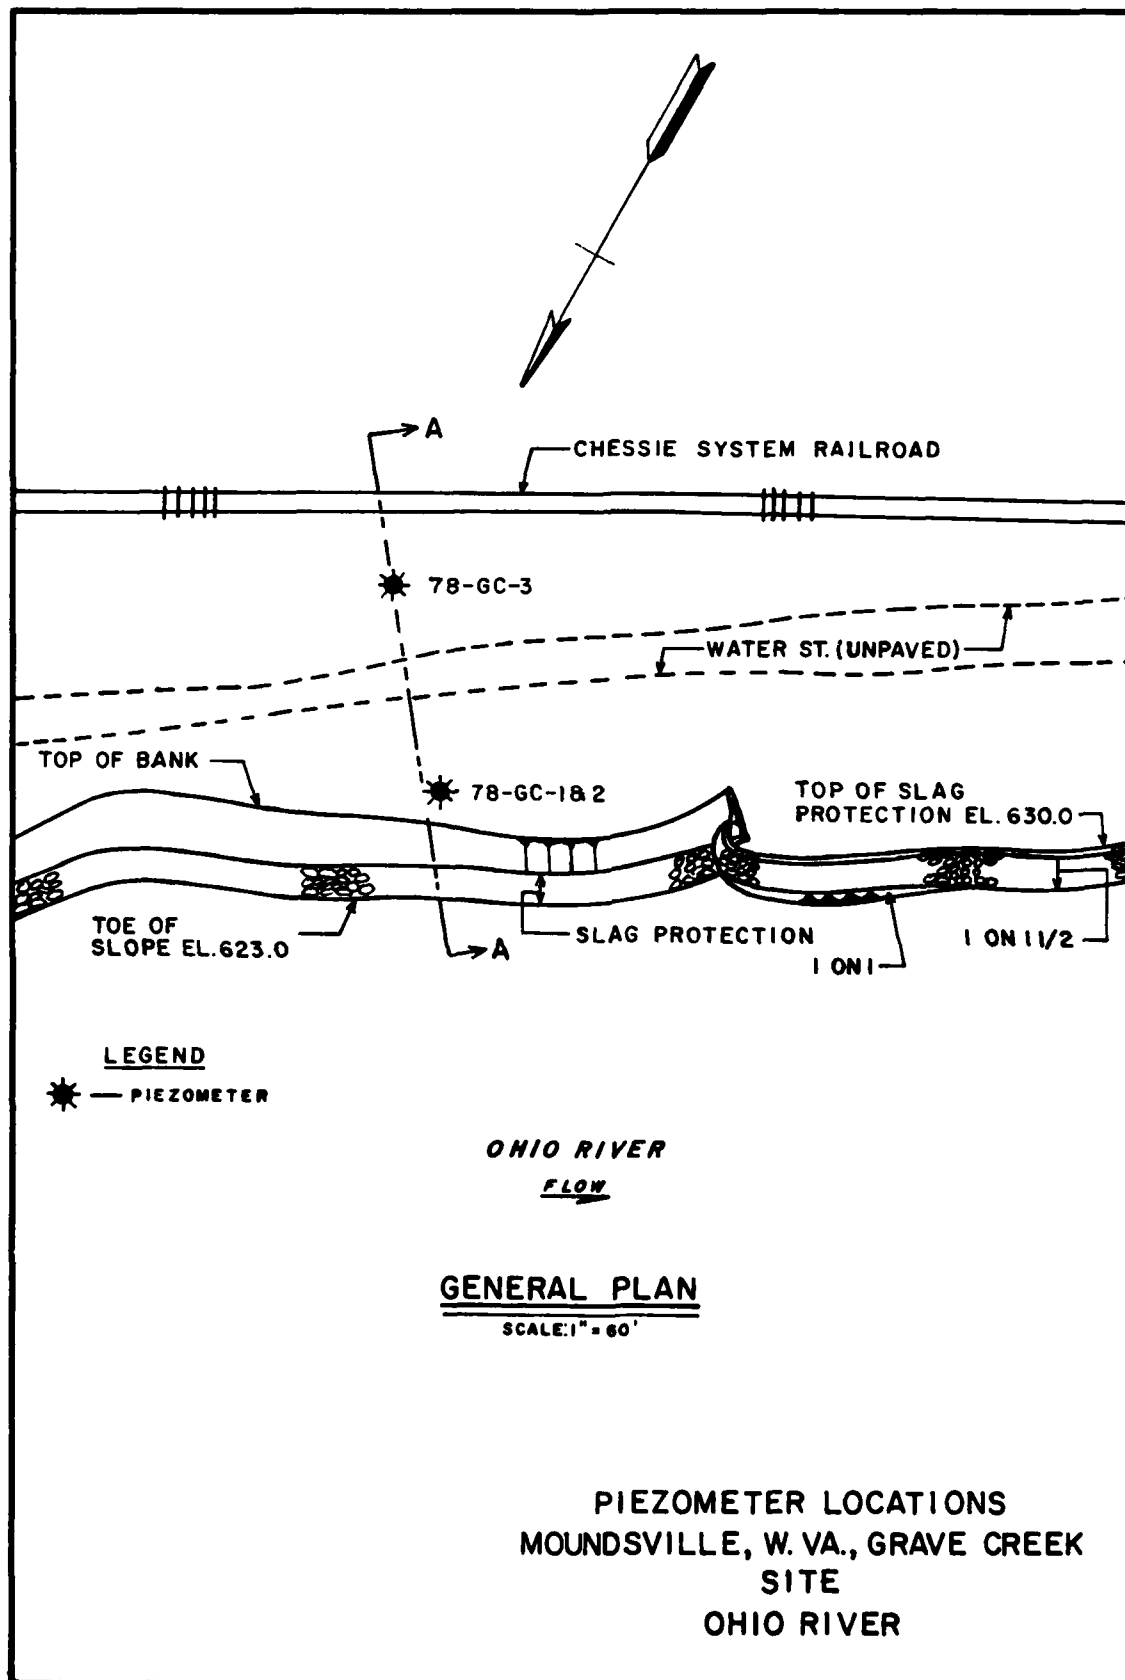 A
CHESSIE SYSTEM RAILROAD
78-GC-3
WATER ST. (UNPAVED)
TOP OF BANK
78-GC-1&2
TOP OF SLAG
PROTECTION EL. 630.0
TOE OF
SLOPE EL. 623.0
A
SLAG PROTECTION
1 ON 1
1 ON 1 1/2
LEGEND
— PIEZOMETER
OHIO RIVER
FLOW
GENERAL PLAN
SCALE: 1" = 60'
PIEZOMETER LOCATIONS
MOUNDSVILLE, W. VA., GRAVE CREEK
SITE
OHIO RIVER